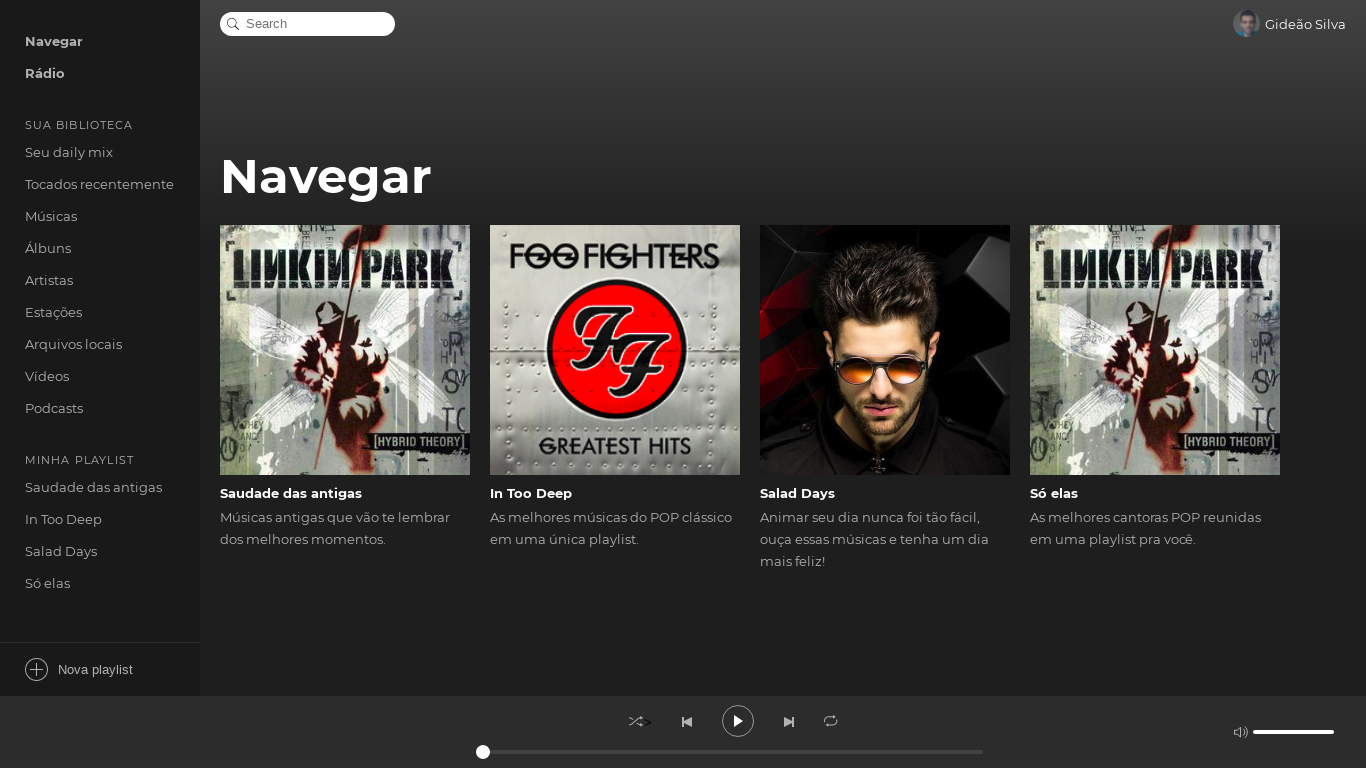 Navegar
Rádio
SUA BIBLIOTECA
Seu daily mix
Tocados recentemente
Músicas
Álbuns
Artistas
Estações
Arquivos locais
Vídeos
Podcasts
MINHA PLAYLIST
Saudade das antigas
In Too Deep
Salad Days
Só elas
Nova playlist
Search
Gideão Silva
Navegar
LINKIN PARK
[HYBRID THEORY]
Saudade das antigas
Músicas antigas que vão te lembrar
dos melhores momentos.
FOO FIGHTERS
FF
GREATEST HITS
In Too Deep
As melhores músicas do POP clássico
em uma única playlist.
Salad Days
Animar seu dia nunca foi tão fácil,
ouça essas músicas e tenha um dia
mais feliz!
LINKIN PARK
[HYBRID THEORY]
Só elas
As melhores cantoras POP reunidas
em uma playlist pra você.
>